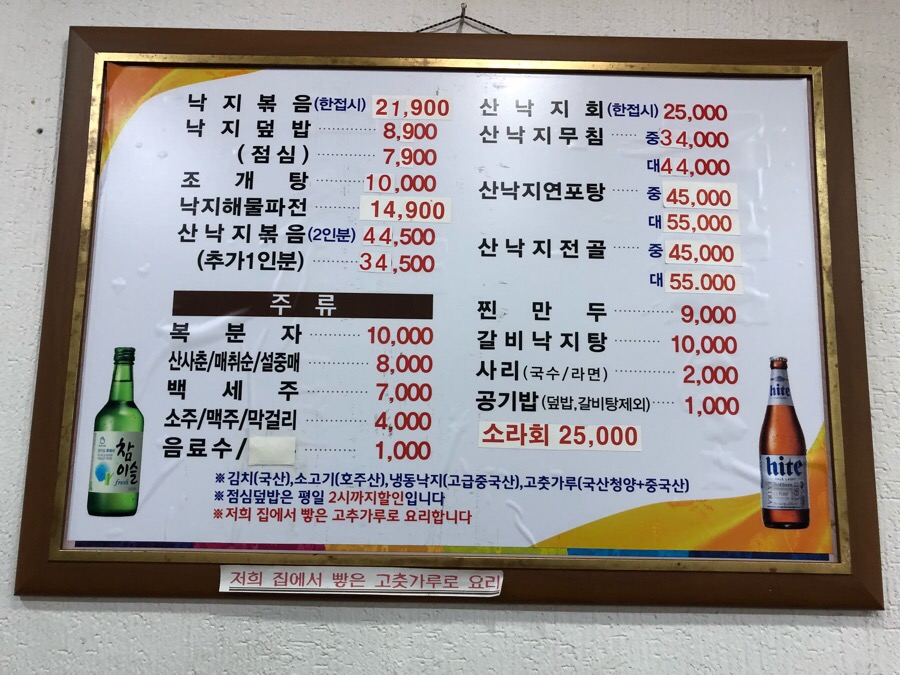 낙지볶음(한접시) 21,900
낙지덮밥 8,900
(점심) 7,900
조개탕 10,000
낙지해물파전 14,900
산낙지볶음(2인분) 44,500
(추가1인분) 34,500
주류
복분자 10,000
산사춘/매취순/설중매 8,000
백세주 7,000
소주/맥주/막걸리 4,000
음료수/ 1,000
산낙지회(한접시) 25,000
산낙지무침 중 34,000
대 44,000
산낙지연포탕 중 45,000
대 55,000
산낙지전골 중 45,000
대 55.000
찐만두 9,000
갈비낙지탕 10,000
사리(국수/라면) 2,000
공기밥(덮밥,갈비탕제외) 1,000
소라회 25,000
※김치(국산),소고기(호주산),냉동낙지(고급중국산),고춧가루(국산청양+중국산)
※점심덮밥은 평일 2시까지할인입니다
※저희 집에서 빻은 고추가루로 요리합니다
저희 집에서 빻은 고춧가루로 요리
참이슬
fresh
hite
hite